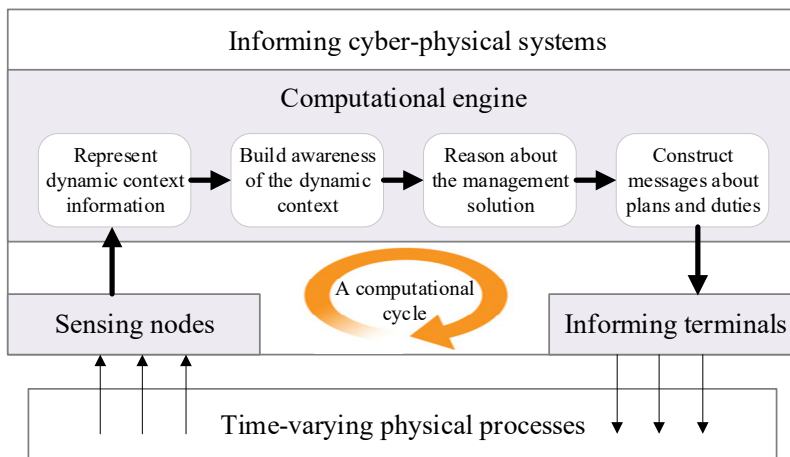 Informing cyber-physical systems
Computational engine
Represent
dynamic context
information
Build awareness
of the dynamic
context
Reason about
the management
solution
Construct
messages about
plans and duties
A computational
cycle
Sensing nodes
Informing terminals
Time-varying physical processes